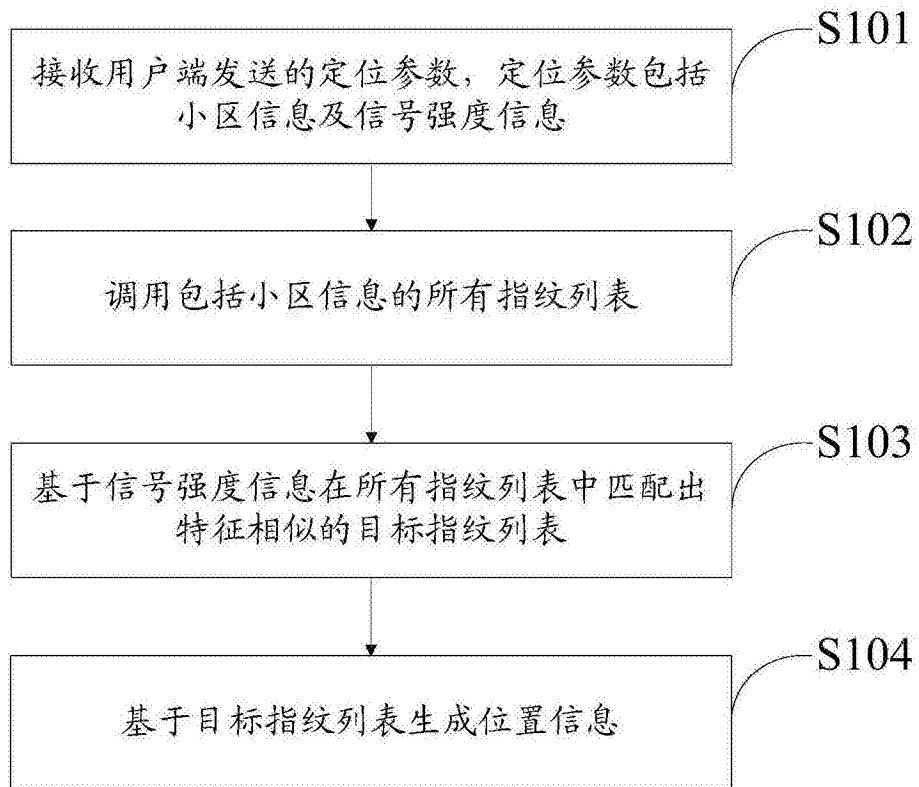 S101
接收用户端发送的定位参数，定位参数包括
小区信息及信号强度信息
S102
调用包括小区信息的所有指纹列表
S103
基于信号强度信息在所有指纹列表中匹配出
特征相似的目标指纹列表
S104
基于目标指纹列表生成位置信息